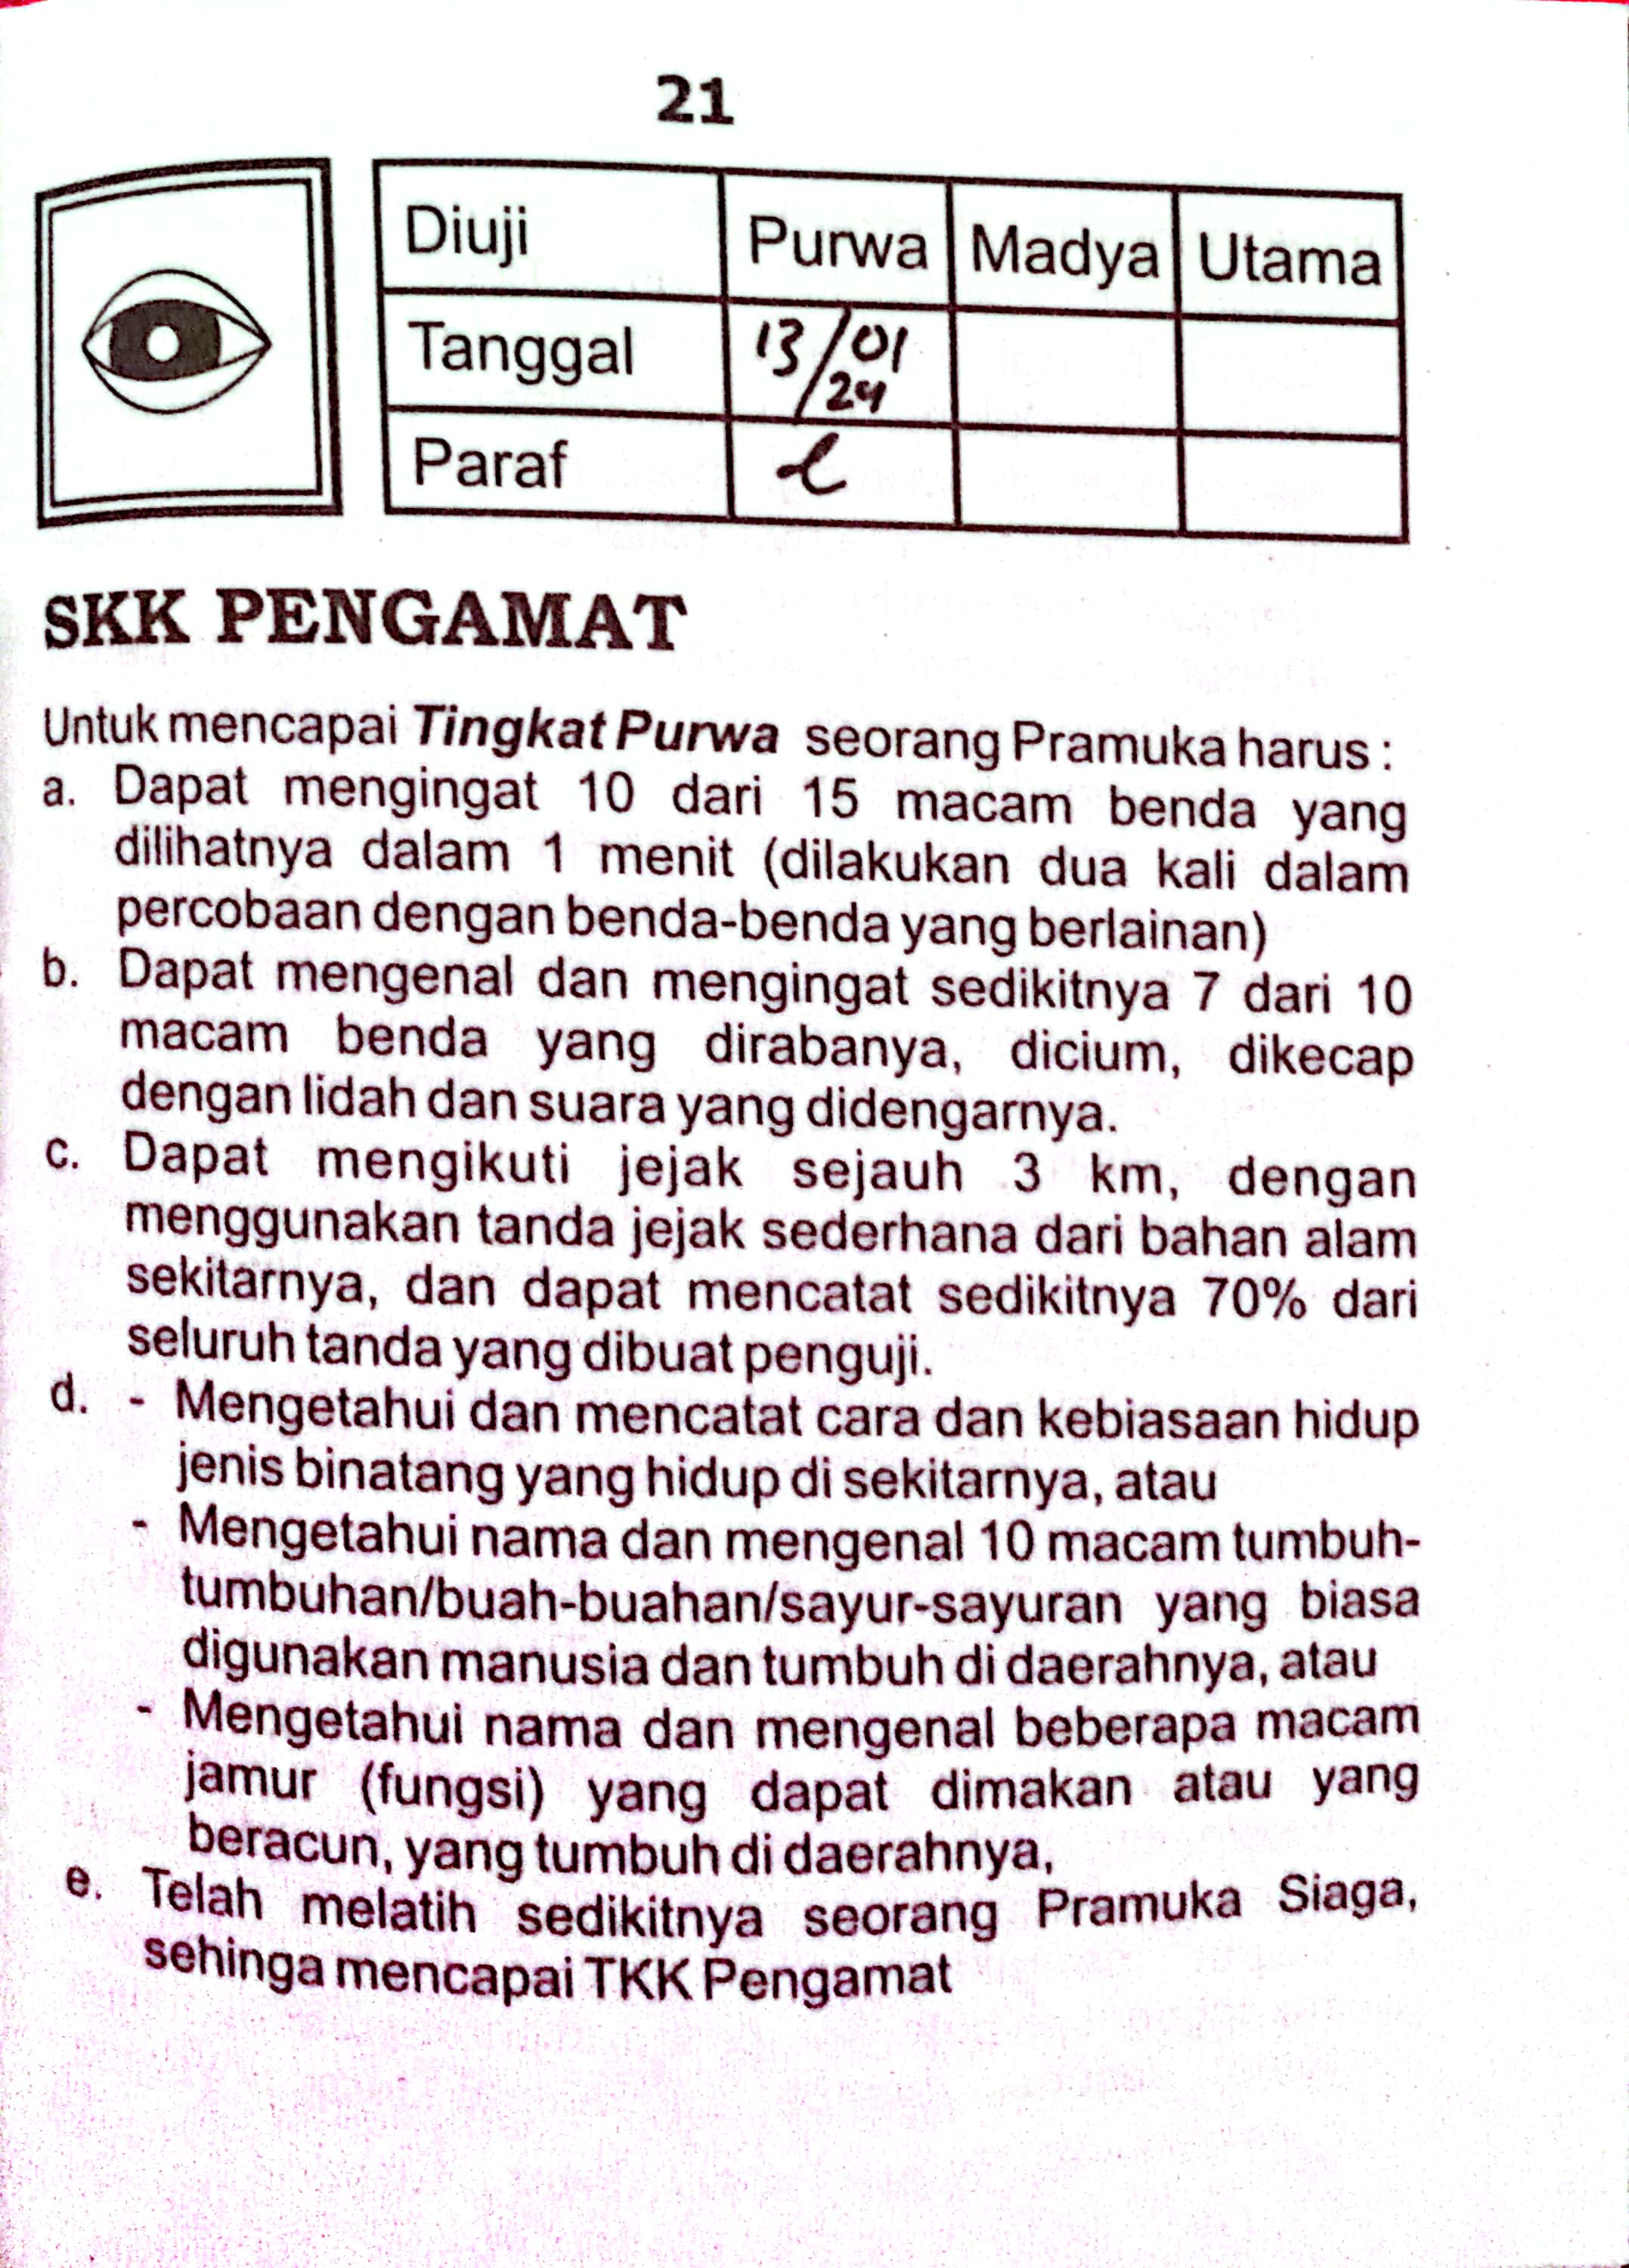 21
Diuji Purwa Madya Utama
Tanggal 13/01/24
Paraf
SKK PENGAMAT
Untuk mencapai Tingkat Purwa seorang Pramuka harus :
a. Dapat mengingat 10 dari 15 macam benda yang
dilihatnya dalam 1 menit (dilakukan dua kali dalam
percobaan dengan benda-benda yang berlainan)
b. Dapat mengenal dan mengingat sedikitnya 7 dari 10
macam benda yang dirabanya, dicium, dikecap
dengan lidah dan suara yang didengarnya.
c. Dapat mengikuti jejak sejauh 3 km, dengan
menggunakan tanda jejak sederhana dari bahan alam
sekitarnya, dan dapat mencatat sedikitnya 70% dari
seluruh tanda yang dibuat penguji.
d. - Mengetahui dan mencatat cara dan kebiasaan hidup
jenis binatang yang hidup di sekitarnya, atau
- Mengetahui nama dan mengenal 10 macam tumbuh-
tumbuhan/buah-buahan/sayur-sayuran yang biasa
digunakan manusia dan tumbuh di daerahnya, atau
- Mengetahui nama dan mengenal beberapa macam
jamur (fungsi) yang dapat dimakan atau yang
beracun, yang tumbuh di daerahnya,
e. Telah melatih sedikitnya seorang Pramuka Siaga,
sehinga mencapai TKK Pengamat